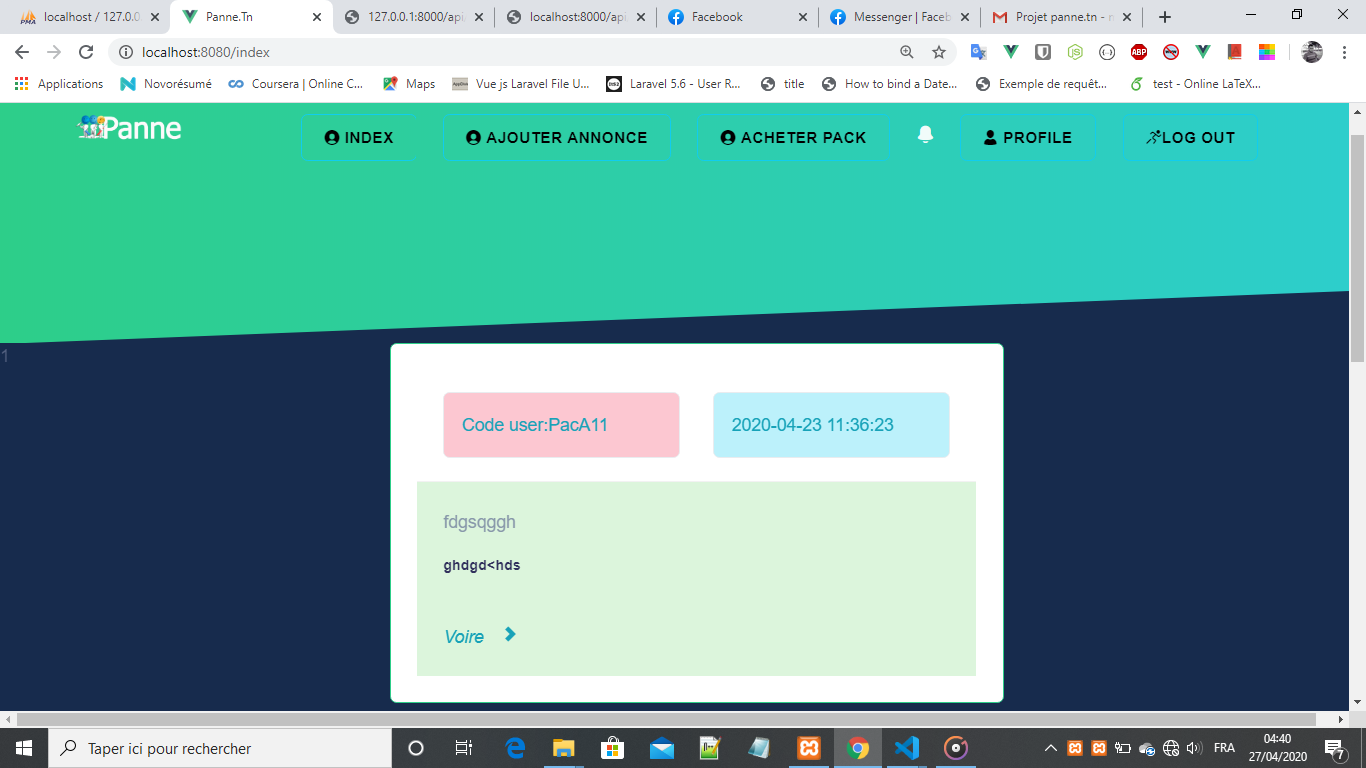 localhost / 127.0.0
Panne.Tn
127.0.0.1:8000/api
localhost:8000/api
Facebook
Messenger | Faceb
Projet panne.tn - n
localhost:8080/index
Applications
Novorésumé
Coursera | Online C...
Maps
Vue js Laravel File U...
Laravel 5.6 - User R...
title
How to bind a Date...
Exemple de requêt...
test - Online LaTeX...
Panne
INDEX
AJOUTER ANNONCE
ACHETER PACK
PROFILE
LOG OUT
1
Code user:PacA11
2020-04-23 11:36:23
fdgsqggh
ghdgd<hds
Voire
Taper ici pour rechercher
FRA
04:40
27/04/2020
7